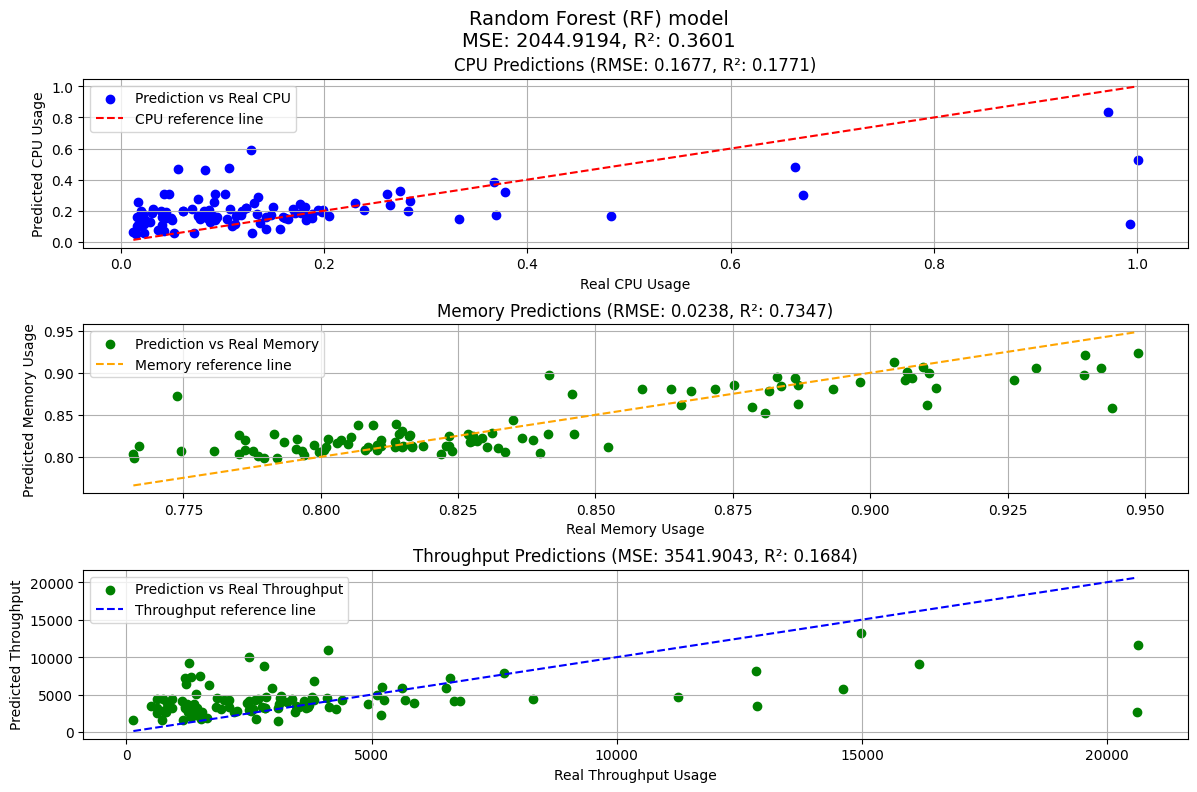 Random Forest (RF) model
MSE: 2044.9194, R²: 0.3601
CPU Predictions (RMSE: 0.1677, R²: 0.1771)
Predicted CPU Usage
1.0
0.8
0.6
0.4
0.2
0.0
Prediction vs Real CPU
CPU reference line
0.0 0.2 0.4 0.6 0.8 1.0
Real CPU Usage
Memory Predictions (RMSE: 0.0238, R²: 0.7347)
Predicted Memory Usage
0.95
0.90
0.85
0.80
Prediction vs Real Memory
Memory reference line
0.775 0.800 0.825 0.850 0.875 0.900 0.925 0.950
Real Memory Usage
Throughput Predictions (MSE: 3541.9043, R²: 0.1684)
Predicted Throughput
20000
15000
10000
5000
0
Prediction vs Real Throughput
Throughput reference line
0 5000 10000 15000 20000
Real Throughput Usage